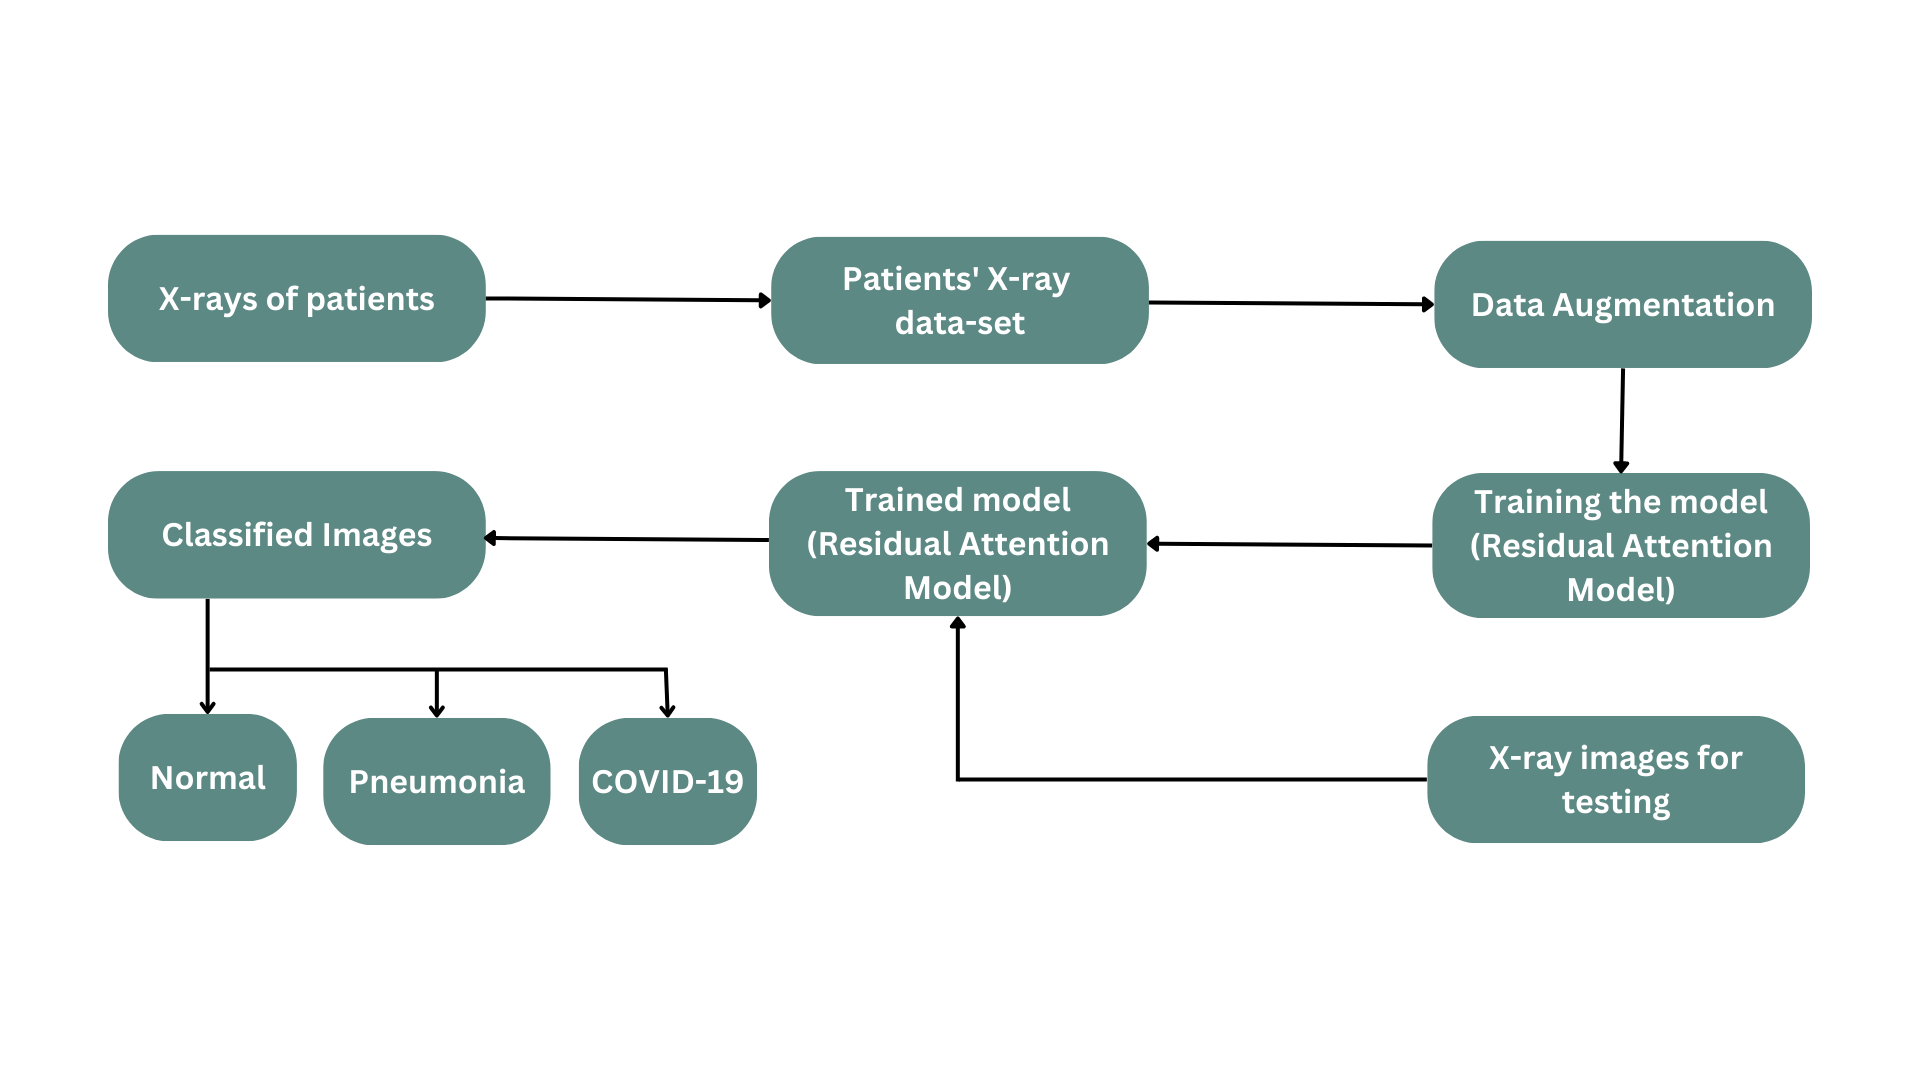 X-rays of patients
Patients' X-ray
data-set
Data Augmentation
Classified Images
Trained model
(Residual Attention
Model)
Training the model
(Residual Attention
Model)
Normal
Pneumonia
COVID-19
X-ray images for
testing